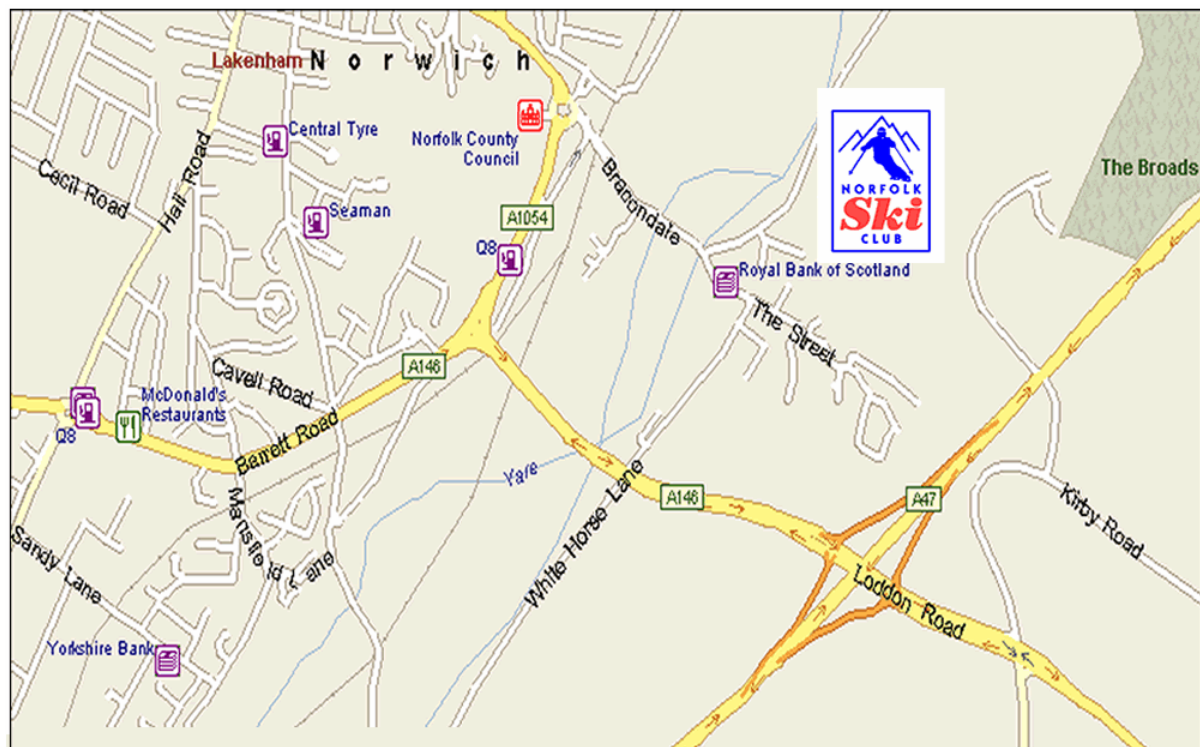 Lakenham
Norwich
Central Tyre
Norfolk County
Council
Cecil Road
Hall Road
Seaman
A1054
Bracondale
Q8
NORFOLK
Ski
CLUB
The Broads
Royal Bank of Scotland
The Street
A146
Cavell Road
McDonald's
Restaurants
Q8
Barrett Road
Yare
A146
A47
Kirby Road
White Horse Lane
Mansfield Lane
Sandy Lane
Loddon Road
Yorkshire Bank